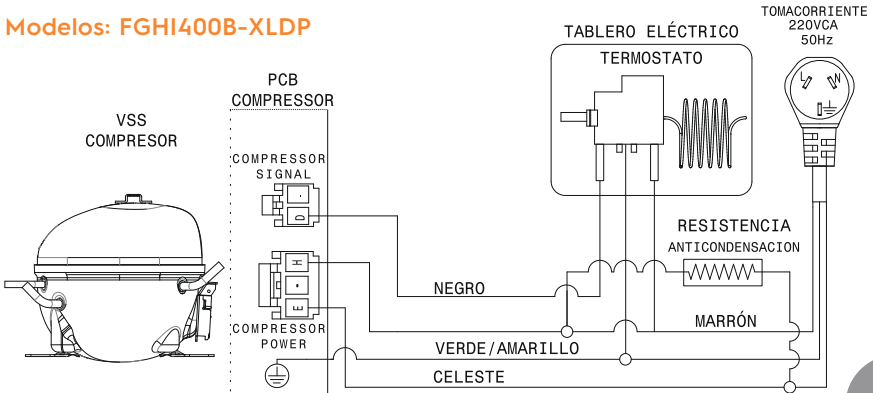 Modelos: FGHI400B-XLDP
TOMACORRIENTE
220VCA
50Hz
TABLERO ELÉCTRICO
TERMOSTATO
L
N
PCB
COMPRESSOR
VSS
COMPRESOR
COMPRESSOR
SIGNAL
D
RESISTENCIA
ANTICONDENSACION
H
E
NEGRO
MARRÓN
COMPRESSOR
POWER
VERDE/AMARILLO
CELESTE